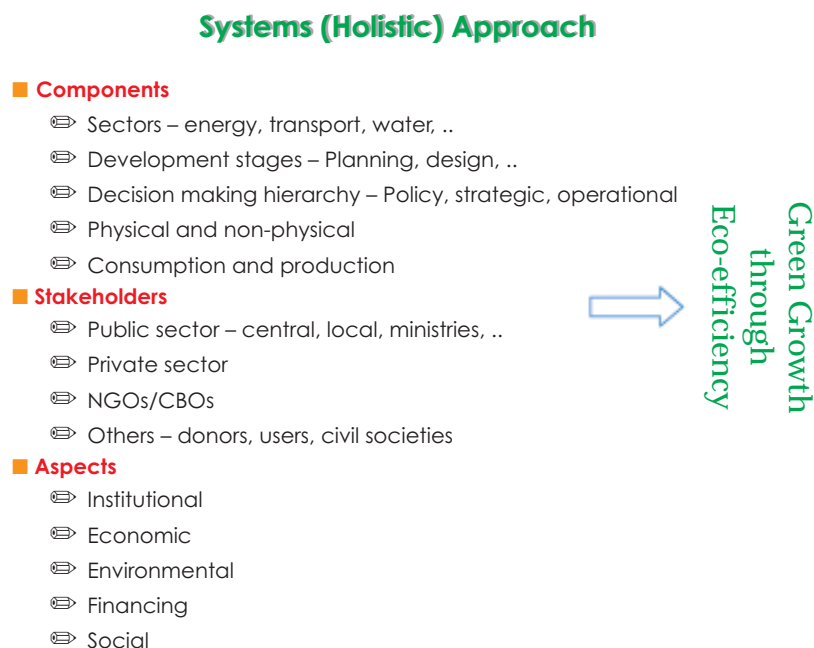 Systems (Holistic) Approach
Components
Sectors – energy, transport, water, ..
Development stages – Planning, design, ..
Decision making hierarchy – Policy, strategic, operational
Physical and non-physical
Consumption and production
Stakeholders
Public sector – central, local, ministries, ..
Private sector
NGOs/CBOs
Others – donors, users, civil societies
Aspects
Institutional
Economic
Environmental
Financing
Social
Green Growth
through
Eco-efficiency